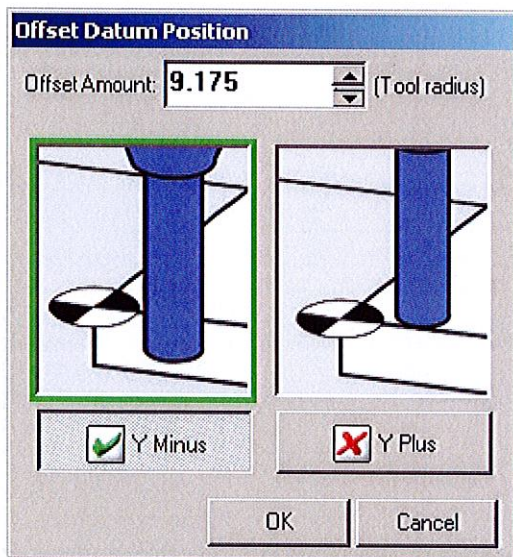 Offset Datum Position
Offset Amount: 9.175 (Tool radius)
Y Minus Y Plus
OK Cancel